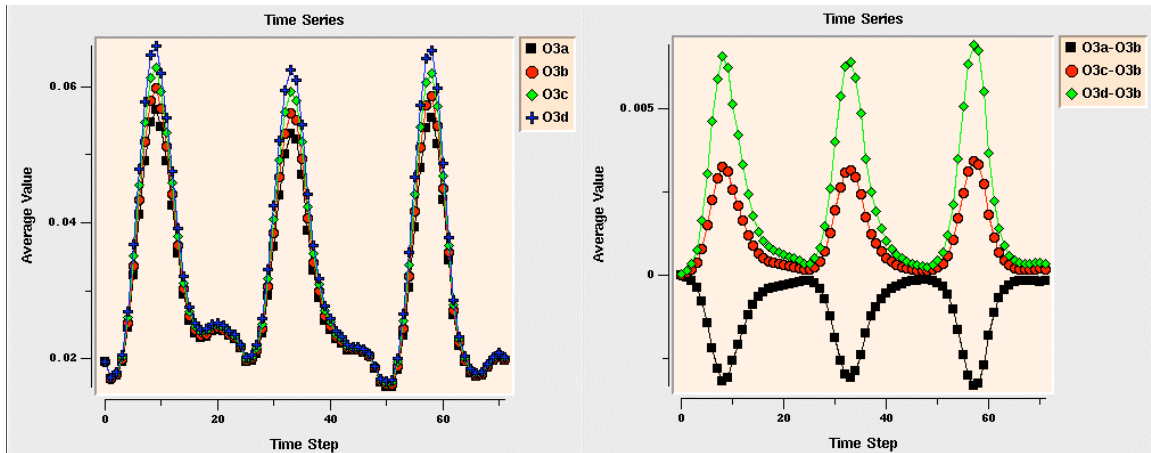 Time Series
Average Value
0.06
0.04
0.02
0 20 40 60
Time Step
O3a
O3b
O3c
O3d
Time Series
Average Value
0.005
0
0 20 40 60
Time Step
O3a-O3b
O3c-O3b
O3d-O3b